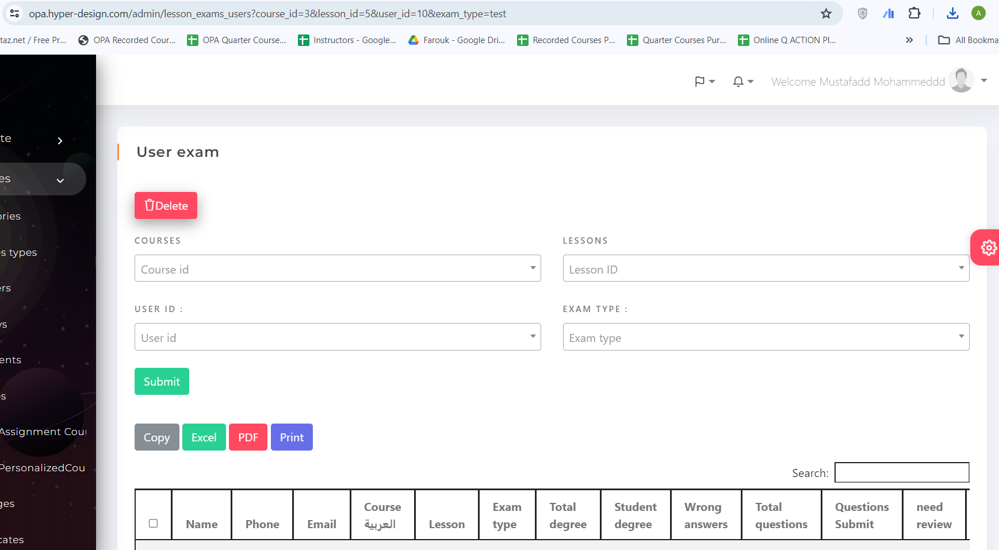 opa.hyper-design.com/admin/lesson_exams_users?course_id=3&lesson_id=5&user_id=10&exam_type=test
A
taz.net / Free Pr...
OPA Recorded Cour...
OPA Quarter Course...
Instructors - Google...
Farouk - Google Dri...
Recorded Courses P...
Quarter Courses Pur...
Online Q ACTION Pl...
All Bookma
Welcome Mustafadd Mohammeddd
te
es
ories
s types
ers
ws
ents
s
Assignment Cou
PersonalizedCou
ges
cates
User exam
Delete
COURSES
LESSONS
Course id
Lesson ID
USER ID :
EXAM TYPE :
User id
Exam type
Submit
Copy
Excel
PDF
Print
Search:
Name
Phone
Email
Course
العربية
Lesson
Exam
type
Total
degree
Student
degree
Wrong
answers
Total
questions
Questions
Submit
need
review